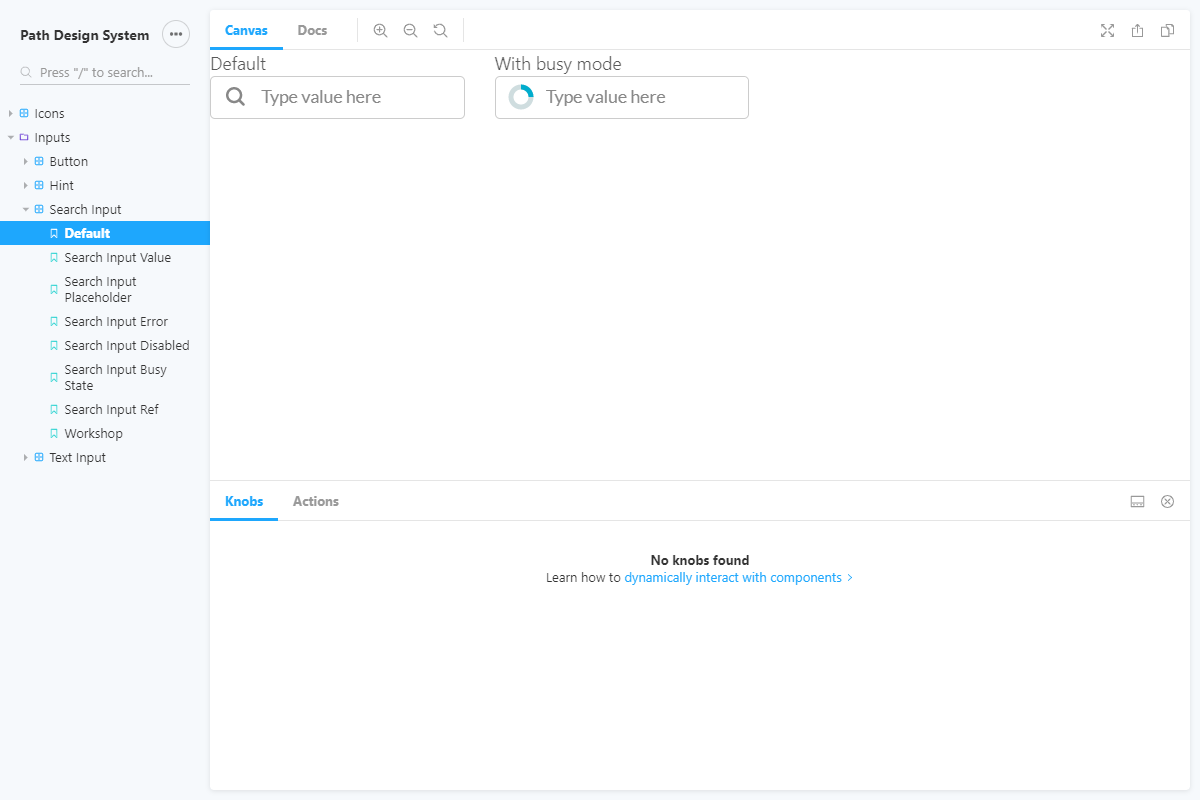 Path Design System
Press "/" to search...
Icons
Inputs
Button
Hint
Search Input
Default
Search Input Value
Search Input
Placeholder
Search Input Error
Search Input Disabled
Search Input Busy
State
Search Input Ref
Workshop
Text Input
Canvas
Docs
Default
Type value here
With busy mode
Type value here
Knobs
Actions
No knobs found
Learn how to dynamically interact with components